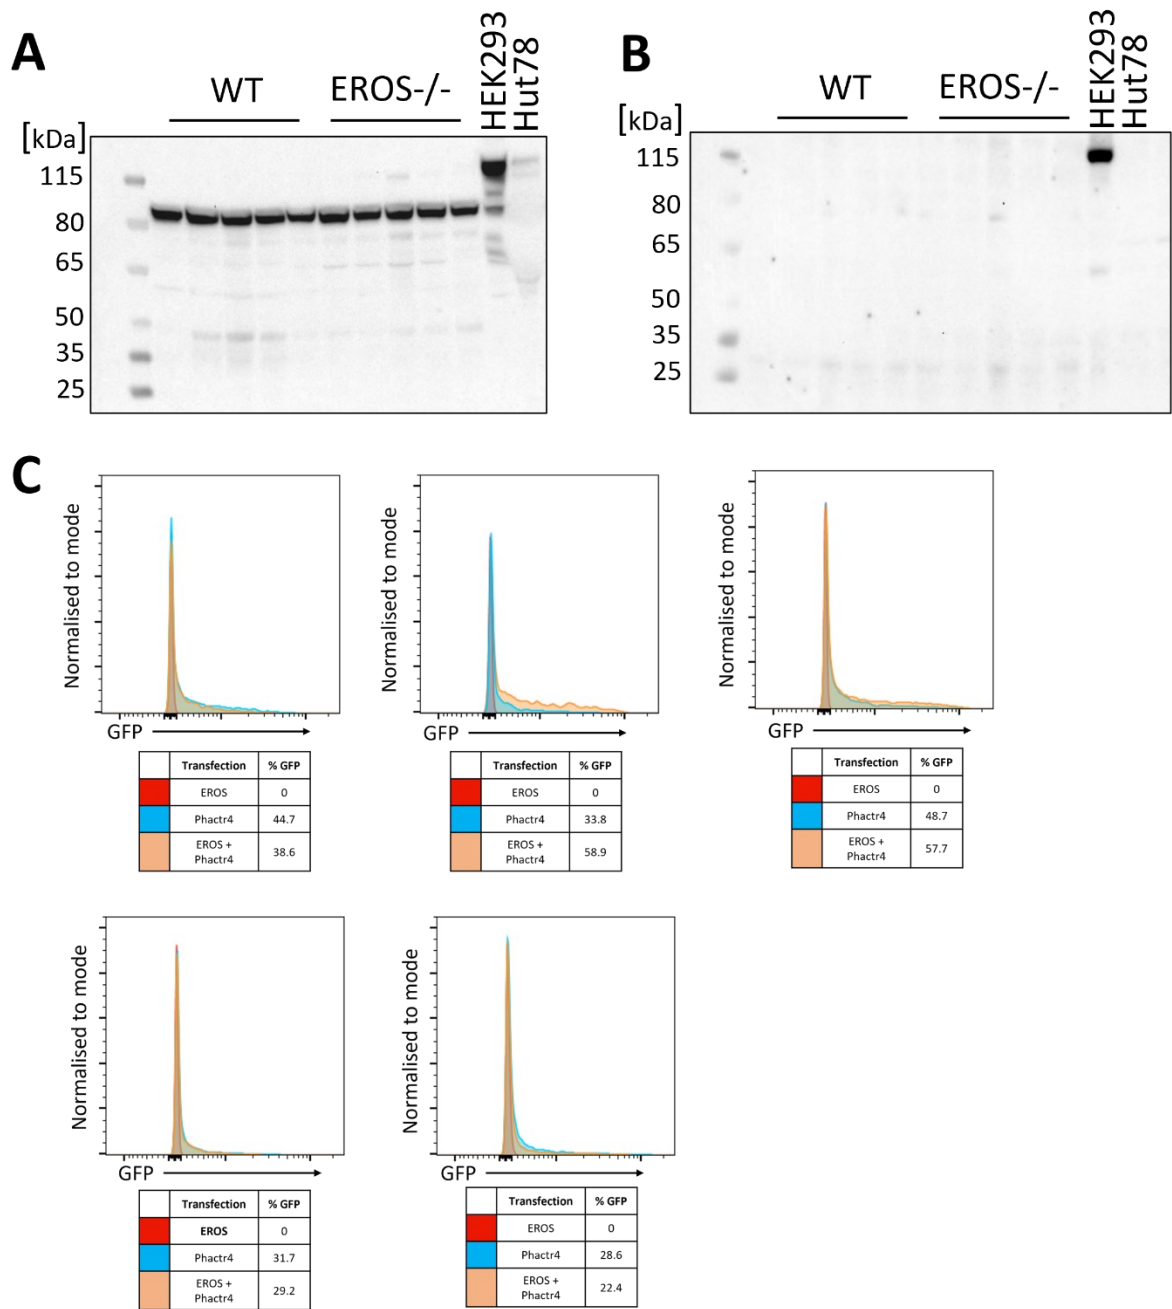 A
WT
EROS-/-
HEK293
Hut78
[kDa]
115
80
65
50
35
25
B
WT
EROS-/-
HEK293
Hut78
[kDa]
115
80
65
50
35
25
C
Normalised to mode
GFP
Transfection % GFP
EROS 0
Phactr4 44.7
EROS +
Phactr4 38.6
Normalised to mode
GFP
Transfection % GFP
EROS 0
Phactr4 33.8
EROS +
Phactr4 58.9
Normalised to mode
GFP
Transfection % GFP
EROS 0
Phactr4 48.7
EROS +
Phactr4 57.7
Normalised to mode
GFP
Transfection % GFP
EROS 0
Phactr4 31.7
EROS +
Phactr4 29.2
Normalised to mode
GFP
Transfection % GFP
EROS 0
Phactr4 28.6
EROS +
Phactr4 22.4